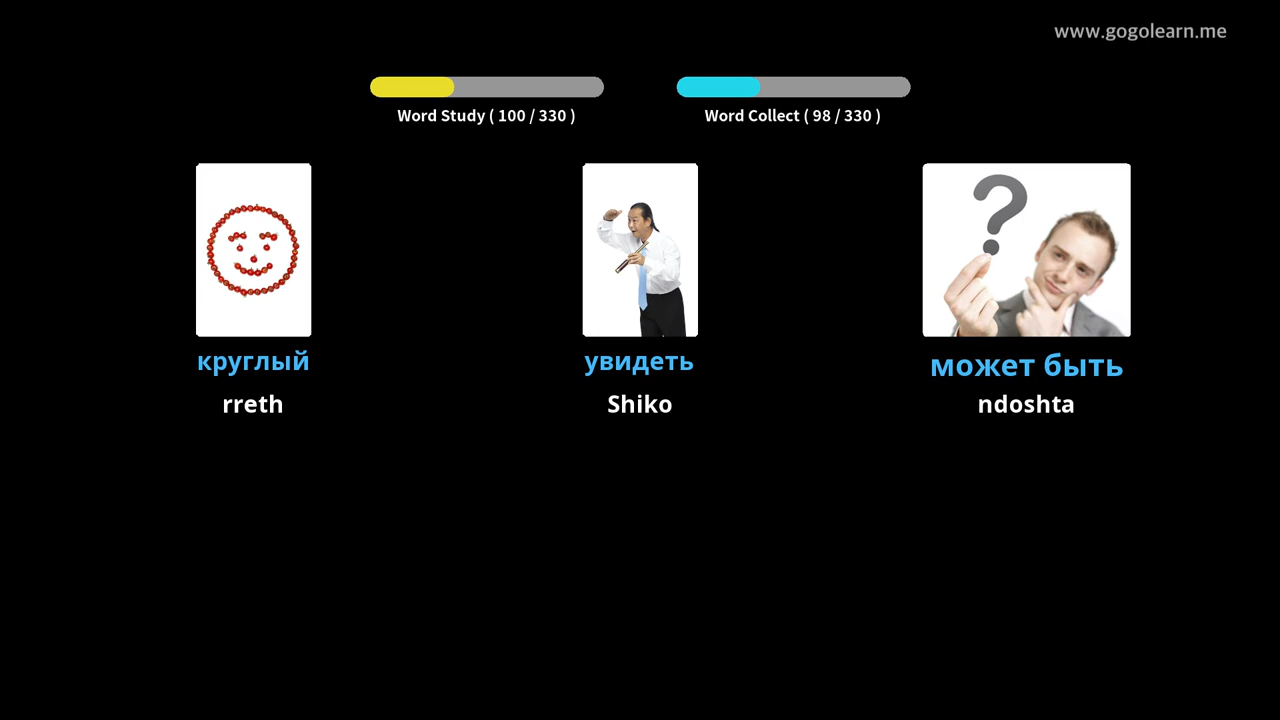 www.gogolearn.me
Word Study ( 100 / 330 )
Word Collect ( 98 / 330 )
круглый
rreth
увидеть
Shiko
может быть
ndoshta